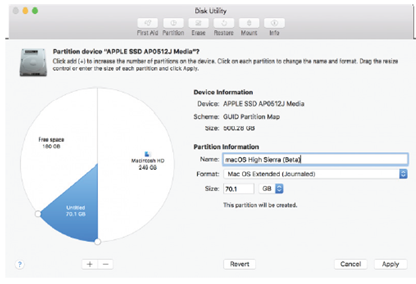 Disk Utility
First Aid Partition Erase Restore Mount Info
Partition device "APPLE SSD AP0512J Media"?
Click add (+) to increase the number of partitions on the device. Click on each partition to change the name and format. Drag the resize
control or enter the size of each partition and click Apply.
Device Information
Device: APPLE SSD AP0512J Media
Scheme: GUID Partition Map
Size: 500.28 GB
Free space
180 GB
Macintosh HD
249 GB
Untitled
70.1 GB
Partition Information
Name: macOS High Sierra (Beta)
Format: Mac OS Extended (Journaled)
Size: 70.1 GB
This partition will be created.
? + − Revert Cancel Apply